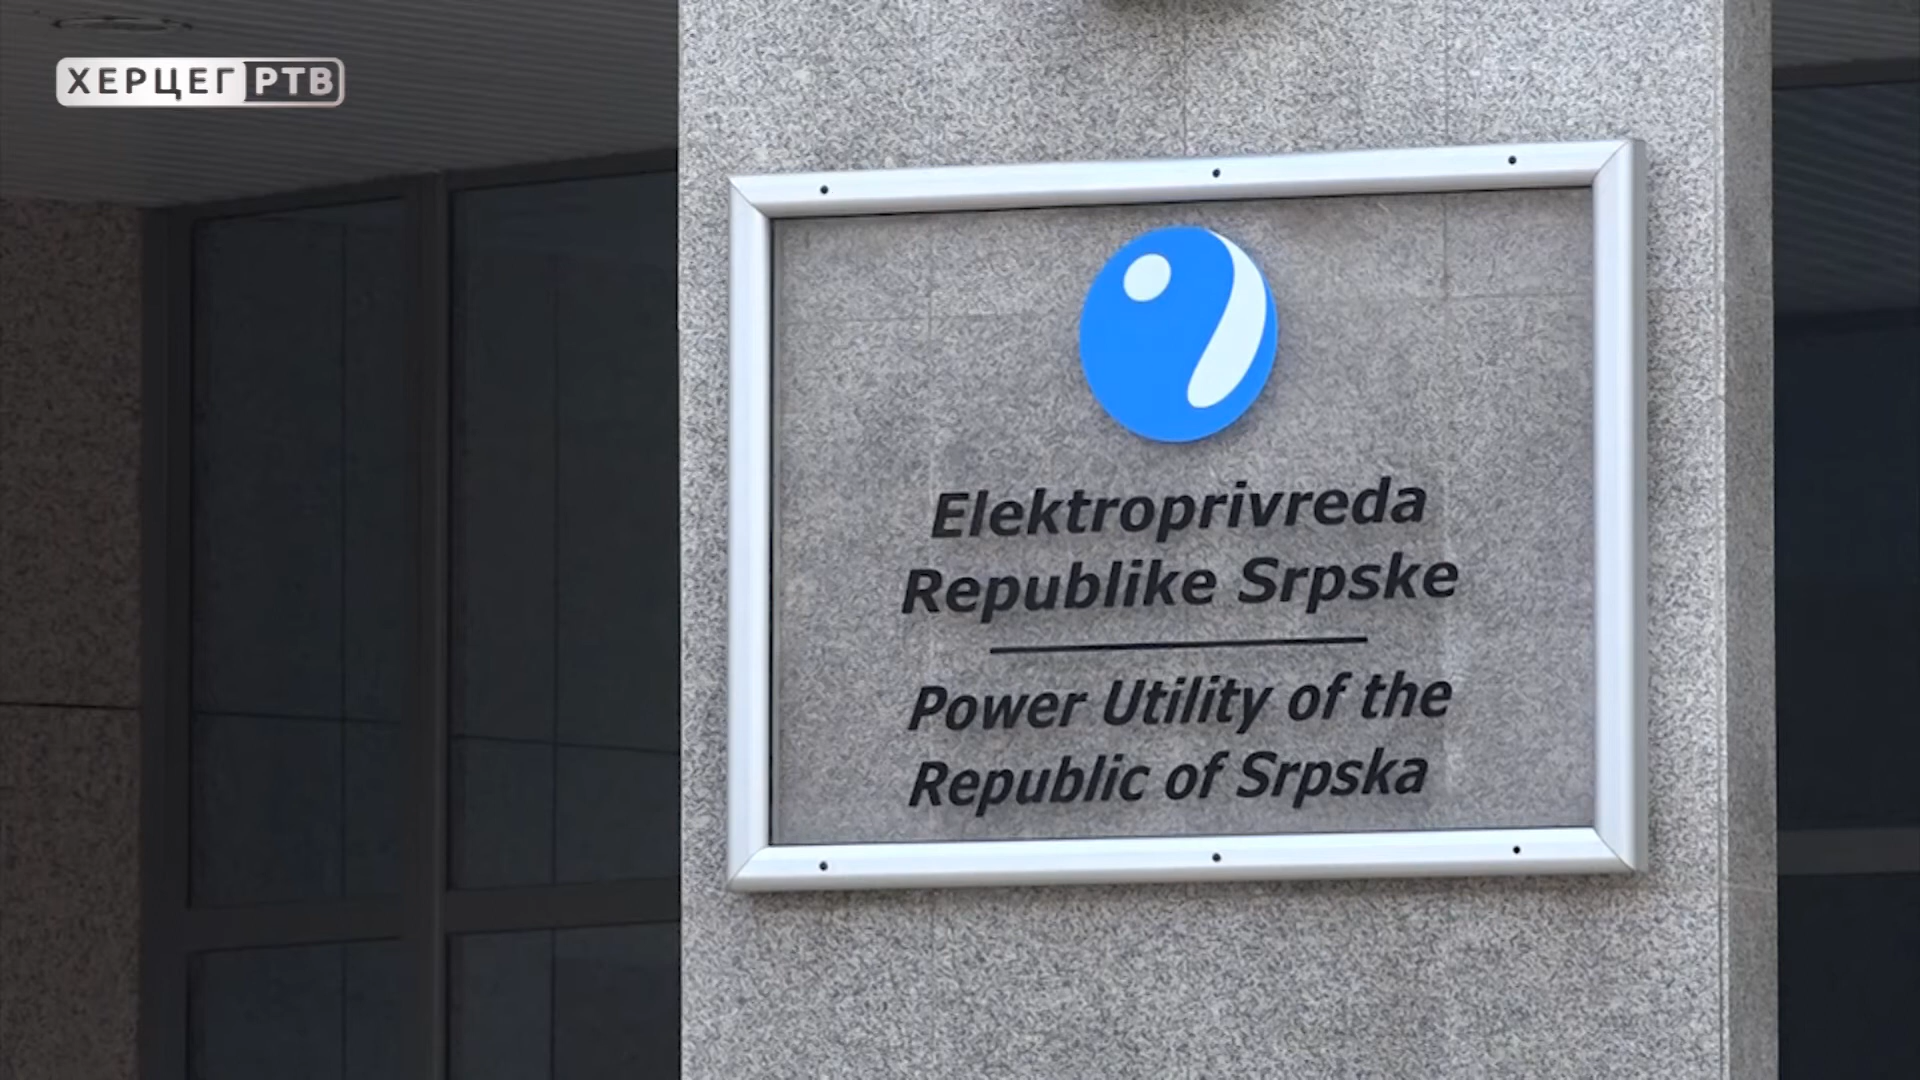 ХЕРЦЕГ РТВ
Elektroprivreda
Republike Srpske
Power Utility of the
Republic of Srpska